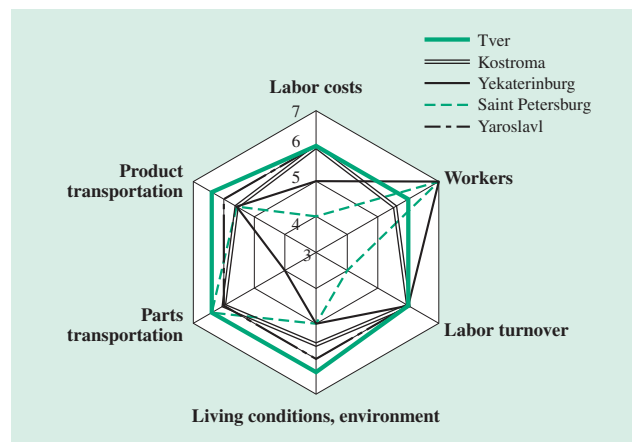 Tver
Kostroma
Yekaterinburg
Saint Petersburg
Yaroslavl
Labor costs
7
6
5
4
3
Product
transportation
Workers
Parts
transportation
Labor turnover
Living conditions, environment